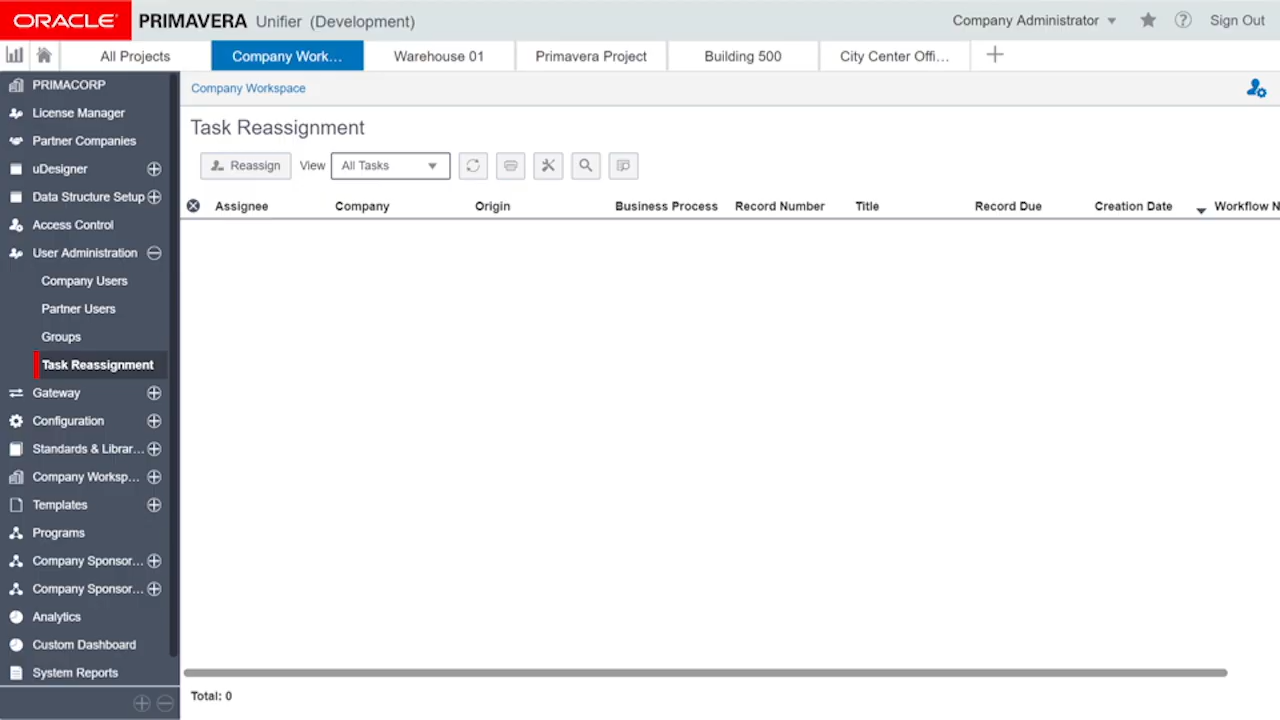 ORACLE PRIMAVERA Unifier (Development) Company Administrator Sign Out
All Projects Company Work... Warehouse 01 Primavera Project Building 500 City Center Offi...
PRIMACORP
License Manager
Partner Companies
uDesigner
Data Structure Setup
Access Control
User Administration
Company Users
Partner Users
Groups
Task Reassignment
Gateway
Configuration
Standards & Librar...
Company Worksp...
Templates
Programs
Company Sponsor...
Company Sponsor...
Analytics
Custom Dashboard
System Reports
Company Workspace
Task Reassignment
Reassign View All Tasks
Assignee Company Origin Business Process Record Number Title Record Due Creation Date Workflow N
Total: 0